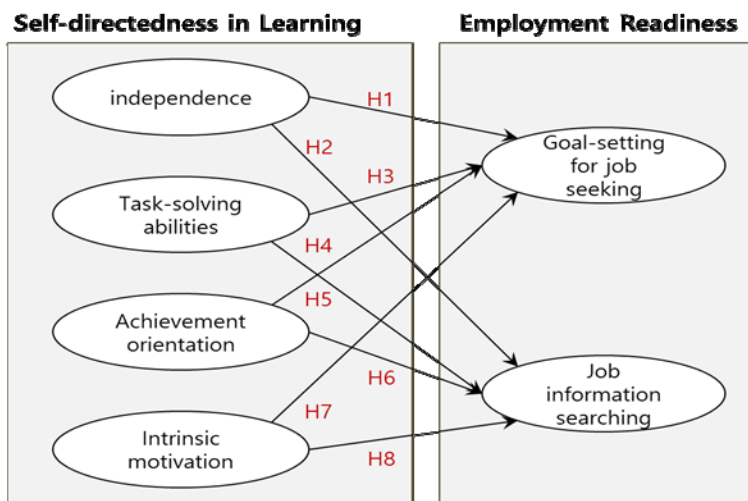 Self-directedness in Learning
Employment Readiness
independence
H1
H2
Goal-setting
for job
seeking
H3
Task-solving
abilities
H4
H5
Achievement
orientation
H6
Job
information
searching
H7
Intrinsic
motivation
H8